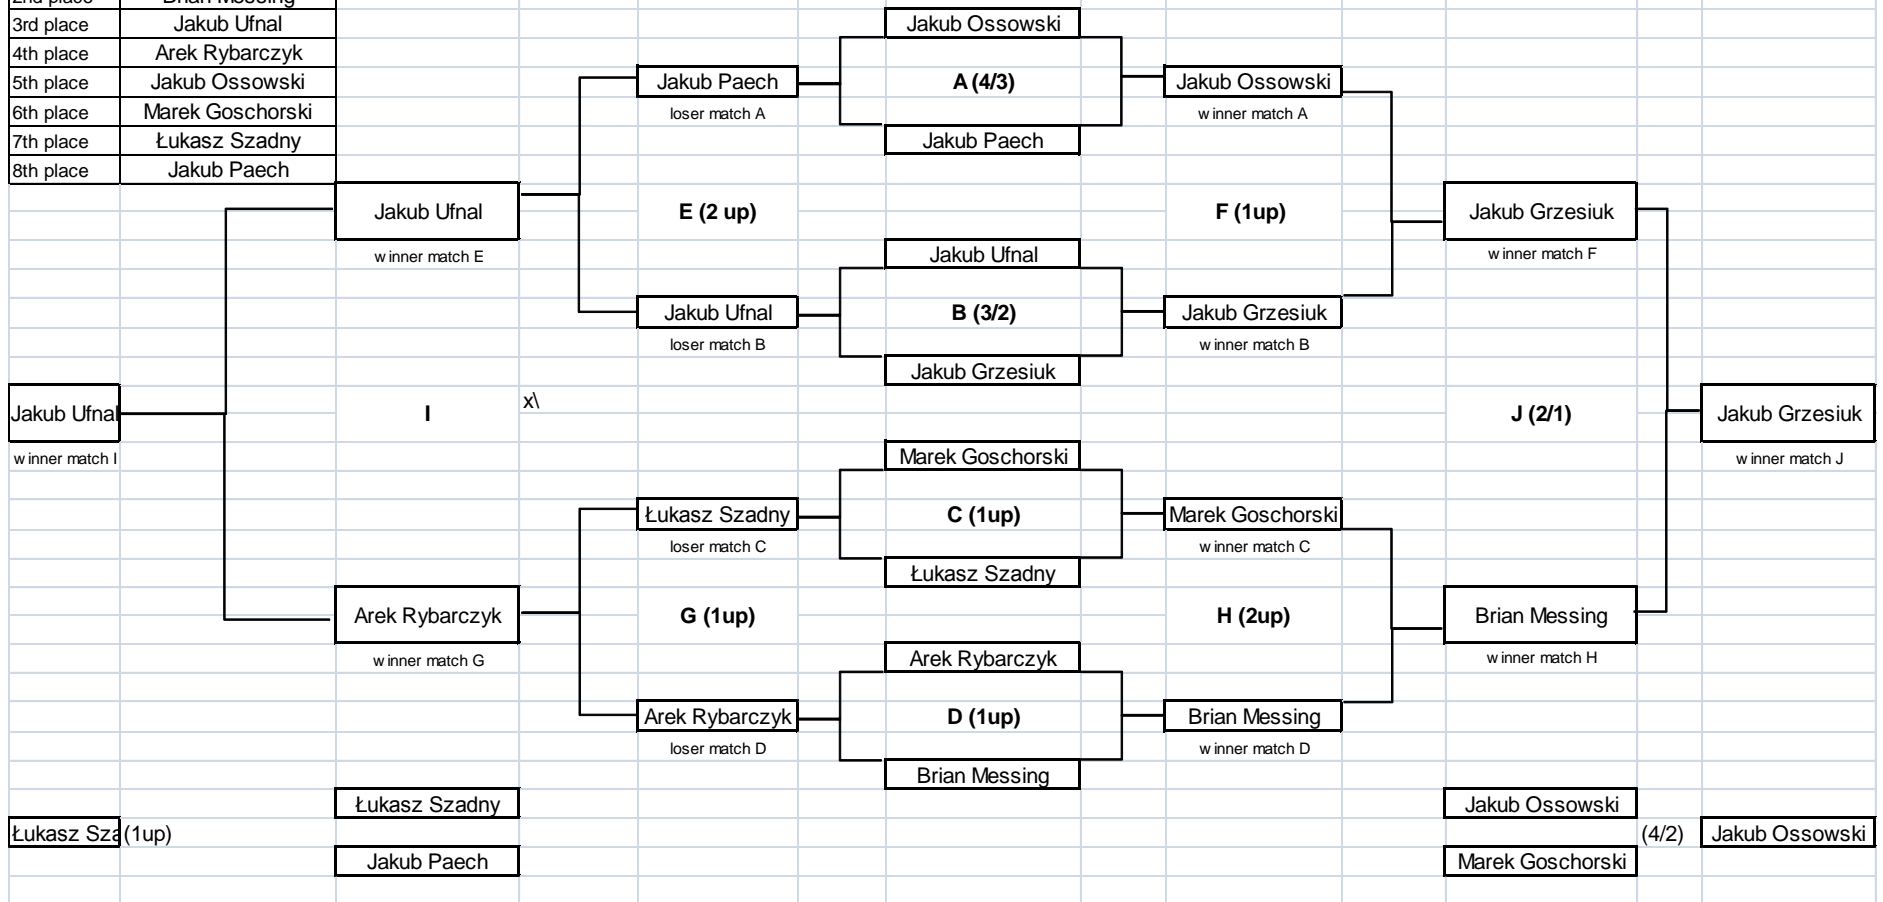 2nd place Brian Messing
3rd place Jakub Ufnal
4th place Arek Rybarczyk
5th place Jakub Ossowski
6th place Marek Goschorski
7th place Łukasz Szadny
8th place Jakub Paech
Jakub Ossowski
Jakub Paech A (4/3) Jakub Ossowski
loser match A winner match A
Jakub Paech
Jakub Ufnal E (2 up) F (1up) Jakub Grzesiuk
winner match E Jakub Ufnal winner match F
Jakub Ufnal B (3/2) Jakub Grzesiuk
loser match B winner match B
Jakub Grzesiuk
Jakub Ufnal I x\ J (2/1) Jakub Grzesiuk
winner match I Marek Goschorski winner match J
Łukasz Szadny C (1up) Marek Goschorski
loser match C winner match C
Łukasz Szadny
Arek Rybarczyk G (1up) H (2up) Brian Messing
winner match G Arek Rybarczyk winner match H
Arek Rybarczyk D (1up) Brian Messing
loser match D winner match D
Brian Messing
Łukasz Szadny Jakub Ossowski
Łukasz Sza (1up) (4/2) Jakub Ossowski
Jakub Paech Marek Goschorski